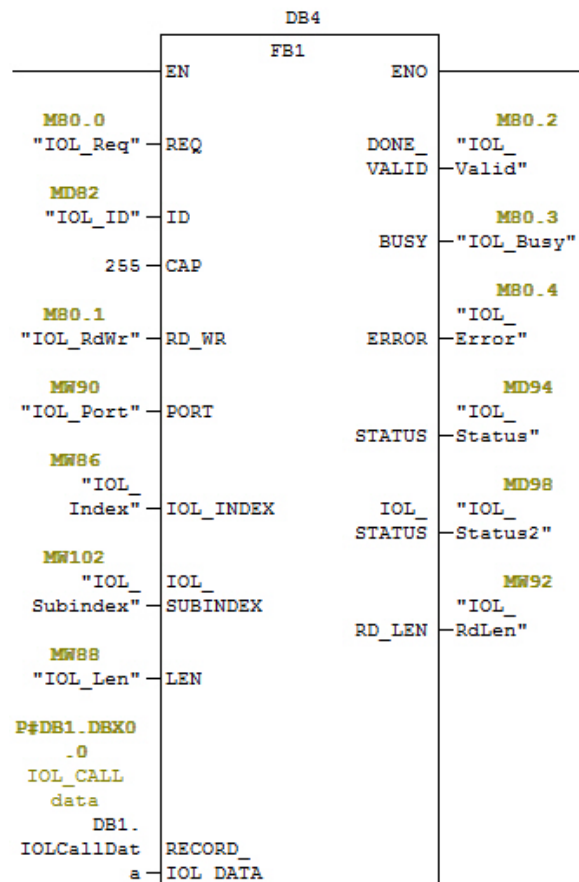 DB4
FB1
EN ENO
M80.0 M80.2
"IOL_Req" REQ DONE_ "IOL_
VALID Valid"
MD82
"IOL_ID" ID M80.3
BUSY "IOL_Busy"
255 CAP
M80.4
M80.1 "IOL_
"IOL_RdWr" RD_WR ERROR Error"
MW90 MD94
"IOL_Port" PORT "IOL_
STATUS Status"
MW86
"IOL_ MD98
Index" IOL_INDEX IOL_ "IOL_
STATUS Status2"
MW102
"IOL_ IOL_ MW92
Subindex" SUBINDEX "IOL_
RD_LEN RdLen"
MW88
"IOL_Len" LEN
P#DB1.DBX0
.0
IOL_CALL
data
DB1.
IOLCallDat RECORD_
a IOL_DATA